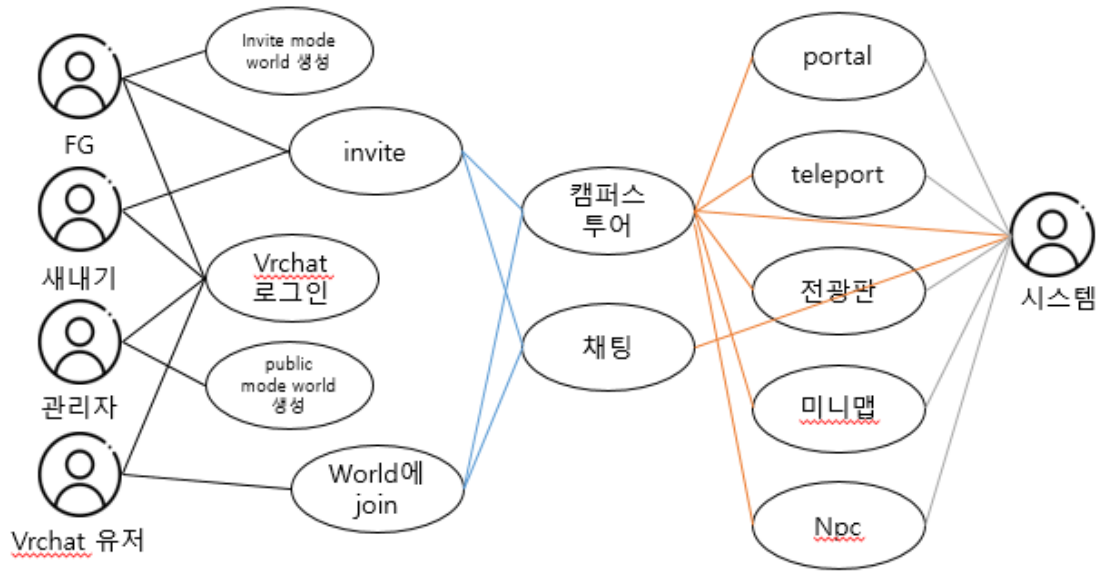 FG
새내기
관리자
Vrchat 유저
Invite mode
world 생성
invite
Vrchat
로그인
public
mode world
생성
World에
join
캠퍼스
투어
채팅
portal
teleport
전광판
미니맵
Npc
시스템